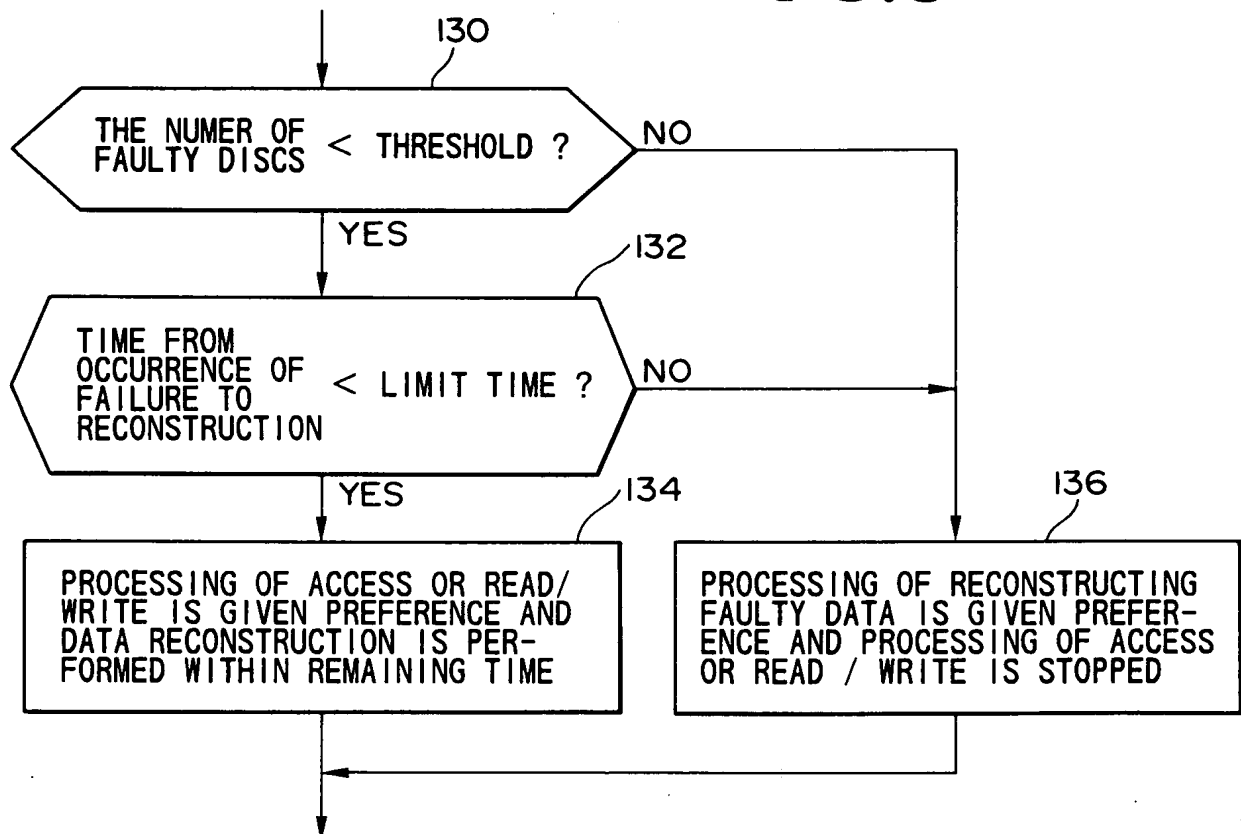 130
THE NUMER OF
FAULTY DISCS < THRESHOLD ?
NO
YES
132
TIME FROM
OCCURRENCE OF
FAILURE TO
RECONSTRUCTION
< LIMIT TIME ?
NO
YES
134
PROCESSING OF ACCESS OR READ/
WRITE IS GIVEN PREFERENCE AND
DATA RECONSTRUCTION IS PER-
FORMED WITHIN REMAINING TIME
136
PROCESSING OF RECONSTRUCTING
FAULTY DATA IS GIVEN PREFER-
ENCE AND PROCESSING OF ACCESS
OR READ / WRITE IS STOPPED